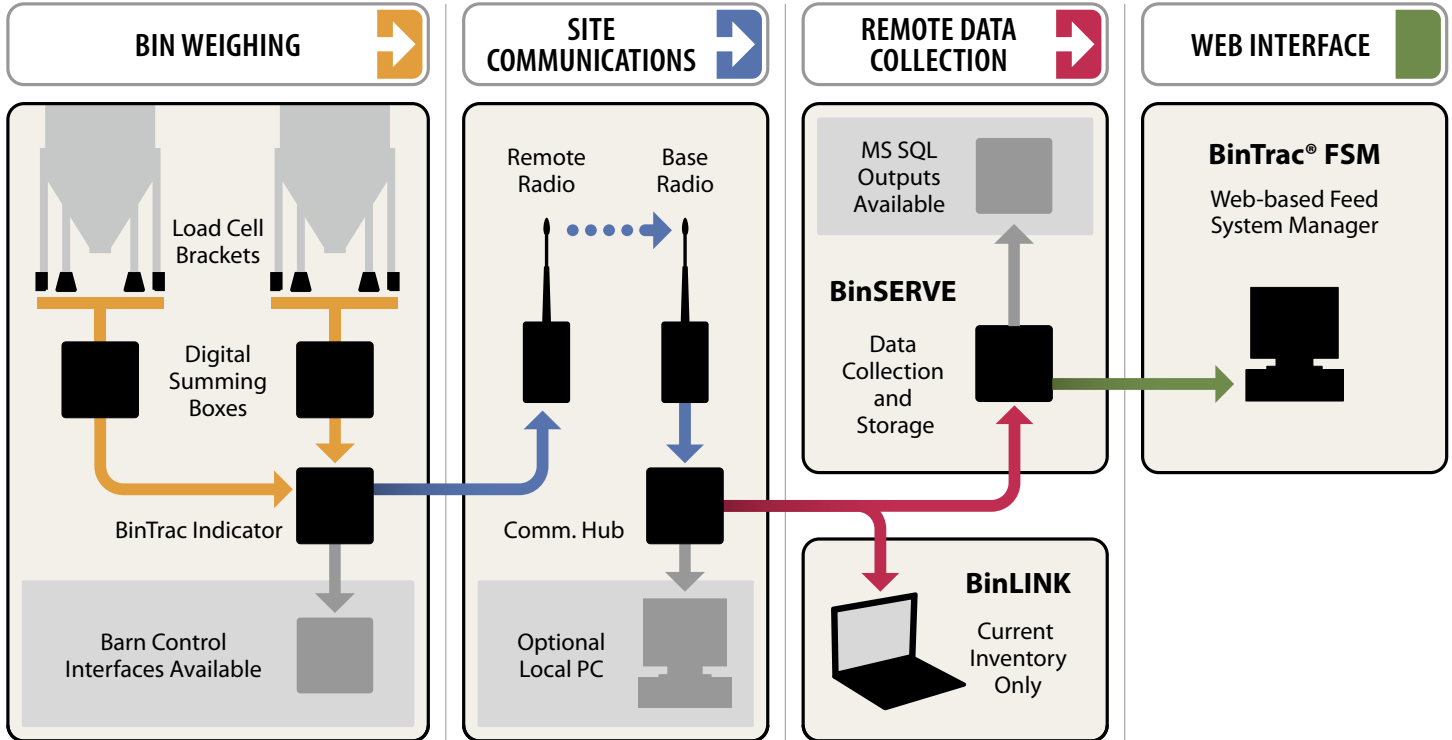 BIN WEIGHING
SITE
COMMUNICATIONS
REMOTE DATA
COLLECTION
WEB INTERFACE
Load Cell
Brackets
Digital
Summing
Boxes
BinTrac Indicator
Barn Control
Interfaces Available
Remote
Radio
Base
Radio
Comm. Hub
Optional
Local PC
MS SQL
Outputs
Available
BinSERVE
Data
Collection
and
Storage
BinLINK
Current
Inventory
Only
BinTrac® FSM
Web-based Feed
System Manager